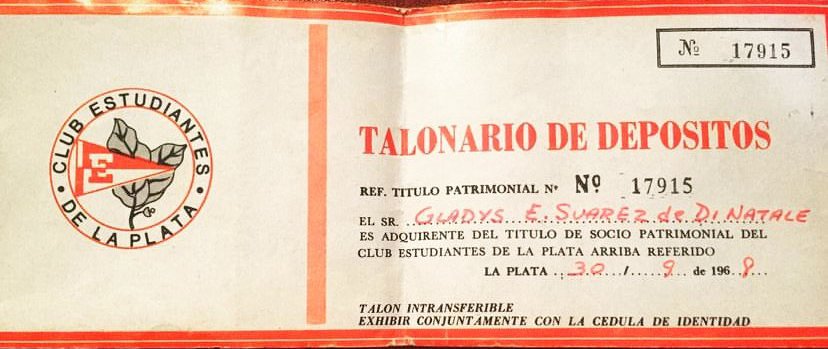 CLUB ESTUDIANTES
DE LA PLATA
E
Nº 17915
TALONARIO DE DEPOSITOS
REF. TITULO PATRIMONIAL Nº Nº 17915
EL SR. GLADYS E. SUAREZ de DI NATALE
ES ADQUIRENTE DEL TITULO DE SOCIO PATRIMONIAL DEL
CLUB ESTUDIANTES DE LA PLATA ARRIBA REFERIDO
LA PLATA ...30.../...9... de 1968...
TALON INTRANSFERIBLE
EXHIBIR CONJUNTAMENTE CON LA CEDULA DE IDENTIDAD